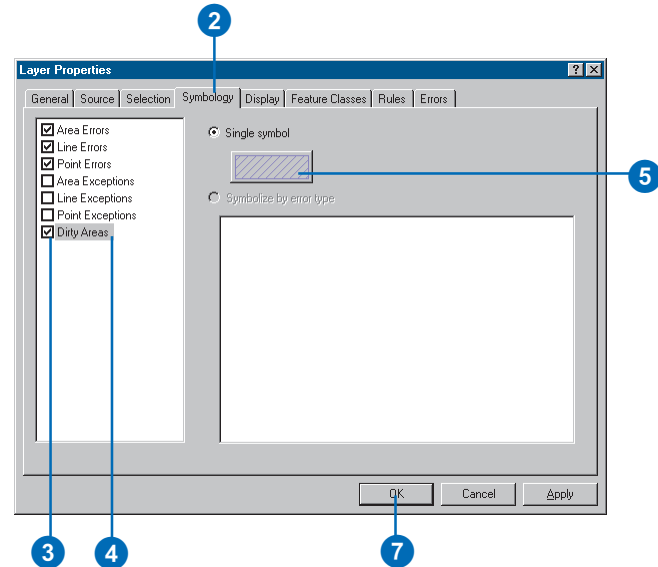 2
Layer Properties
General Source Selection Symbology Display Feature Classes Rules Errors
Area Errors
Line Errors
Point Errors
Area Exceptions
Line Exceptions
Point Exceptions
Dirty Areas
Single symbol
5
Symbolize by error type
OK Cancel Apply
3 4 7